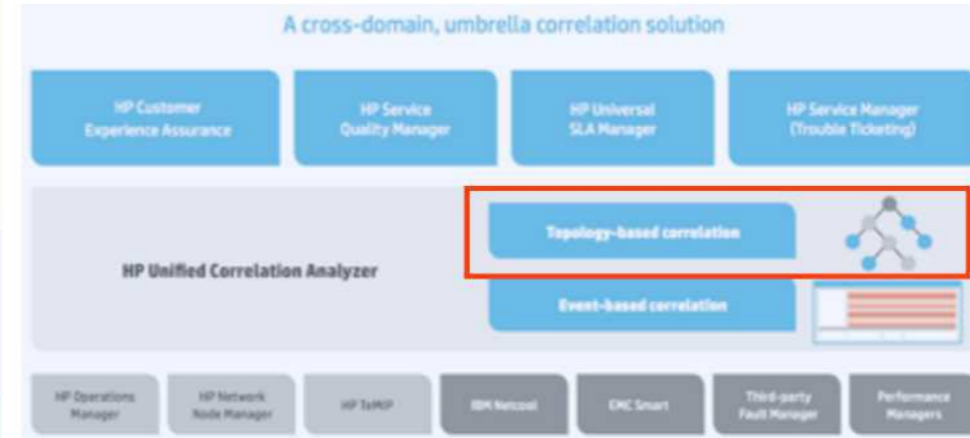 A cross-domain, umbrella correlation solution
HP Customer
Experience Assurance
HP Service
Quality Manager
HP Universal
SLA Manager
HP Service Manager
(Trouble Ticketing)
Topology-based correlation
HP Unified Correlation Analyzer
Event-based correlation
HP Operations
Manager
HP Network
Node Manager
HP TeMIP
IBM Netcool
EMC Smart
Third-party
Fault Manager
Performance
Managers